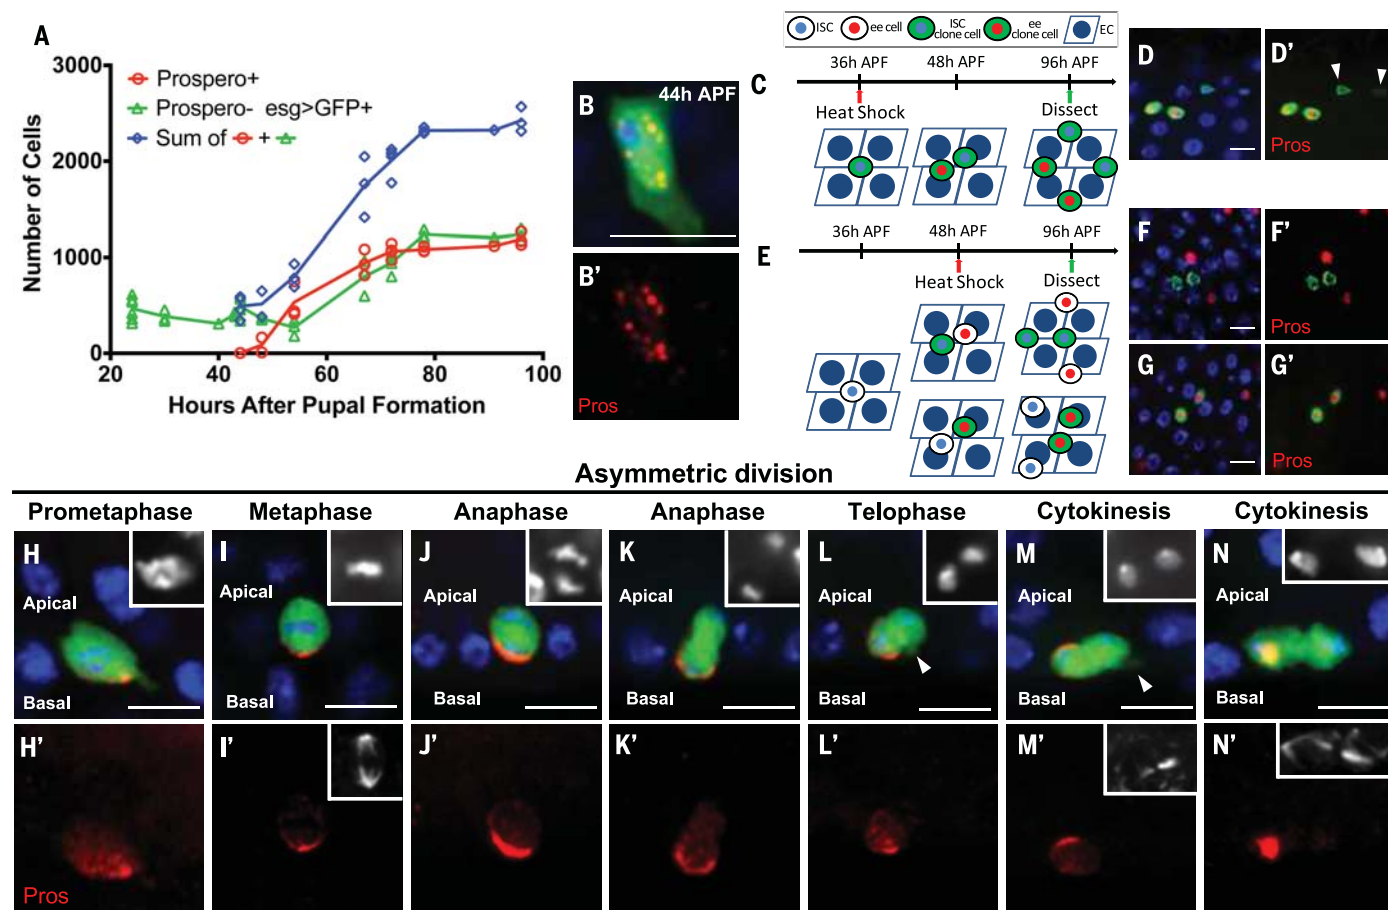 A
3000
2000
1000
0
20
40
60
80
100
Number of Cells
Hours After Pupal Formation
Prospero+
Prospero- esg>GFP+
Sum of + 
B
44h APF
B'
Pros
ISC
ee cell
ISC
clone cell
ee
clone cell
EC
C
36h APF
48h APF
96h APF
Heat Shock
Dissect
D
D'
Pros
E
36h APF
48h APF
96h APF
Heat Shock
Dissect
F
F'
Pros
G
G'
Pros
Asymmetric division
Prometaphase
Metaphase
Anaphase
Anaphase
Telophase
Cytokinesis
Cytokinesis
H
Apical
Basal
I
Apical
Basal
J
Apical
Basal
K
Apical
Basal
L
Apical
Basal
M
Apical
Basal
N
Apical
Basal
H'
Pros
I'
J'
K'
L'
M'
N'